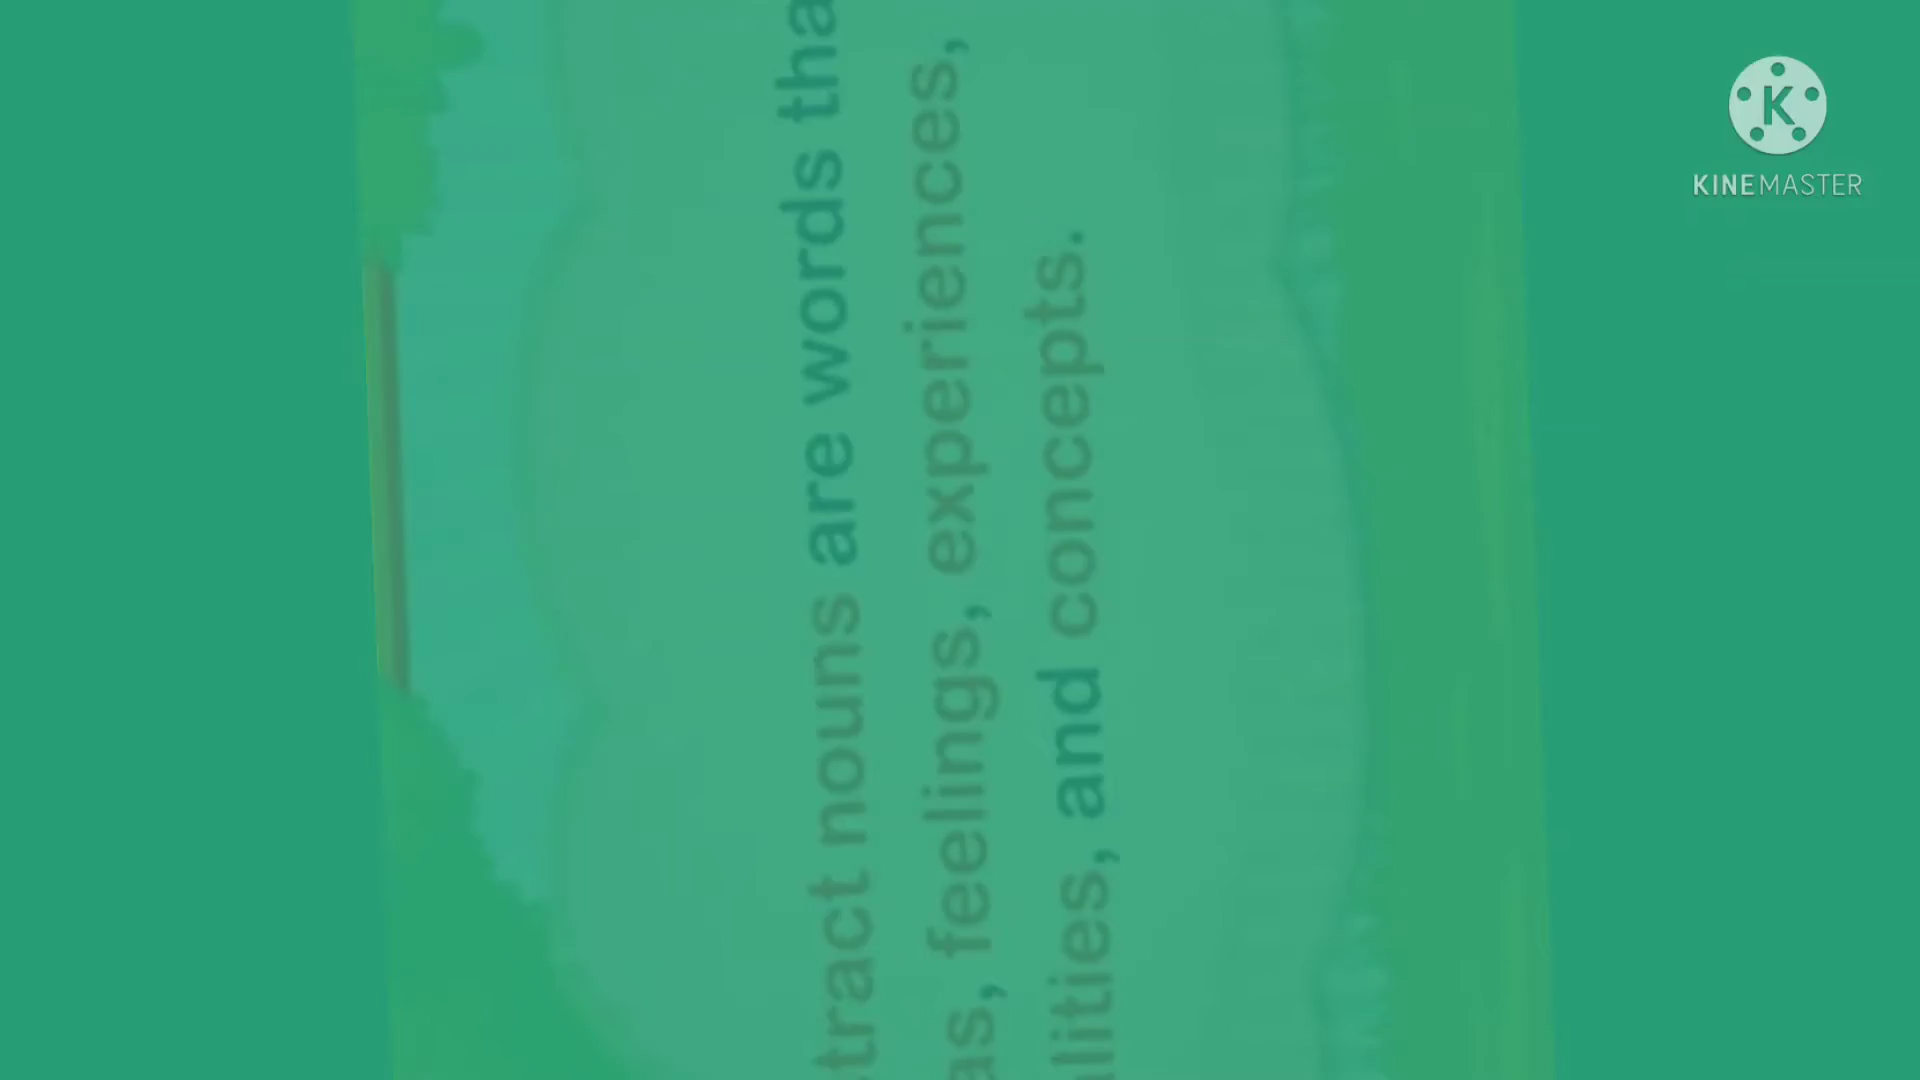 tract nouns are words tha
as, feelings, experiences,
lities, and concepts.
KINEMASTER